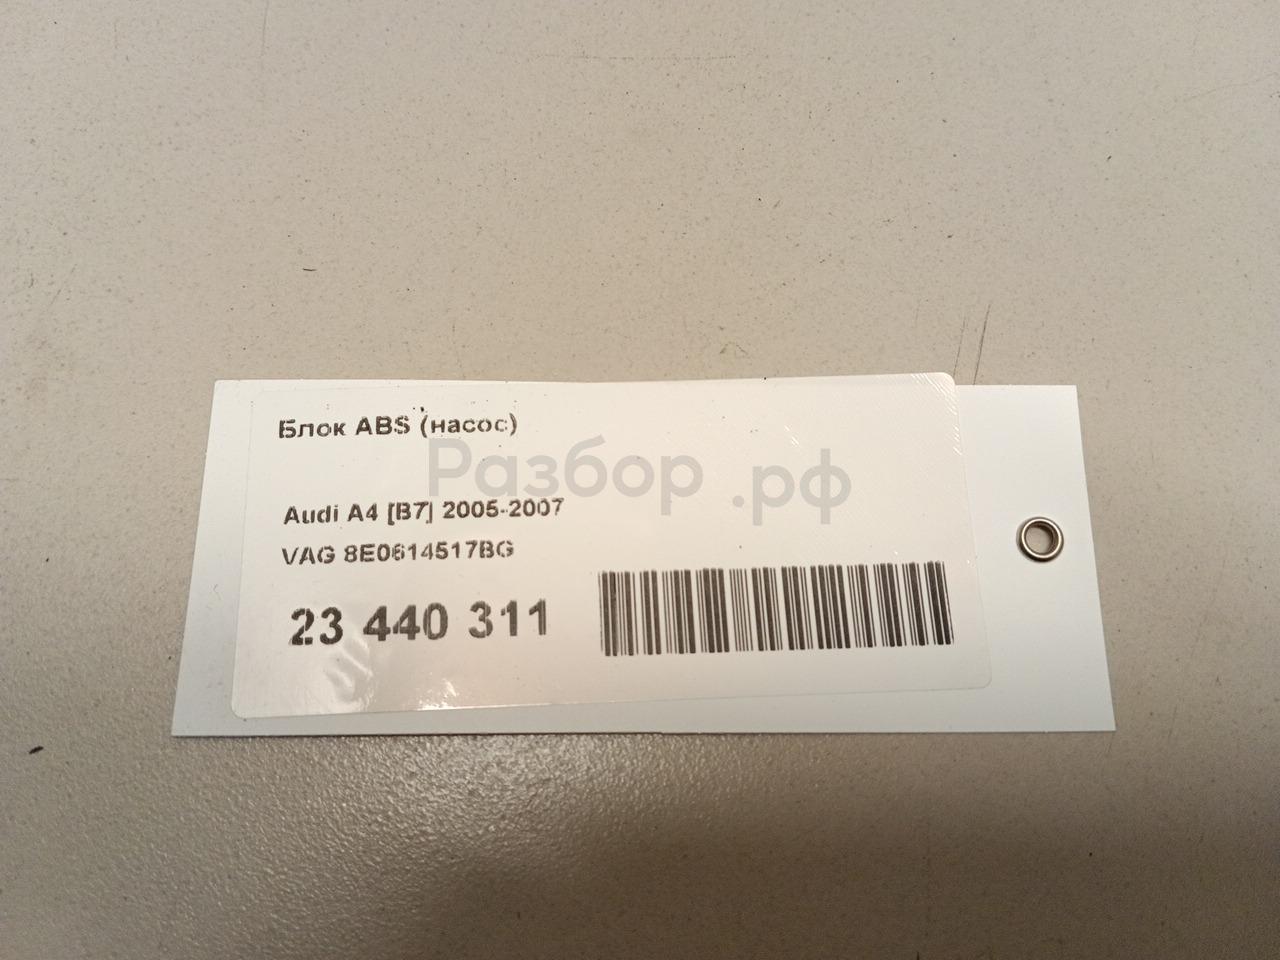 Блок ABS (насос)
Разбор.рф
Audi A4 [B7] 2005-2007
VAG 8E0614517BG
23 440 311